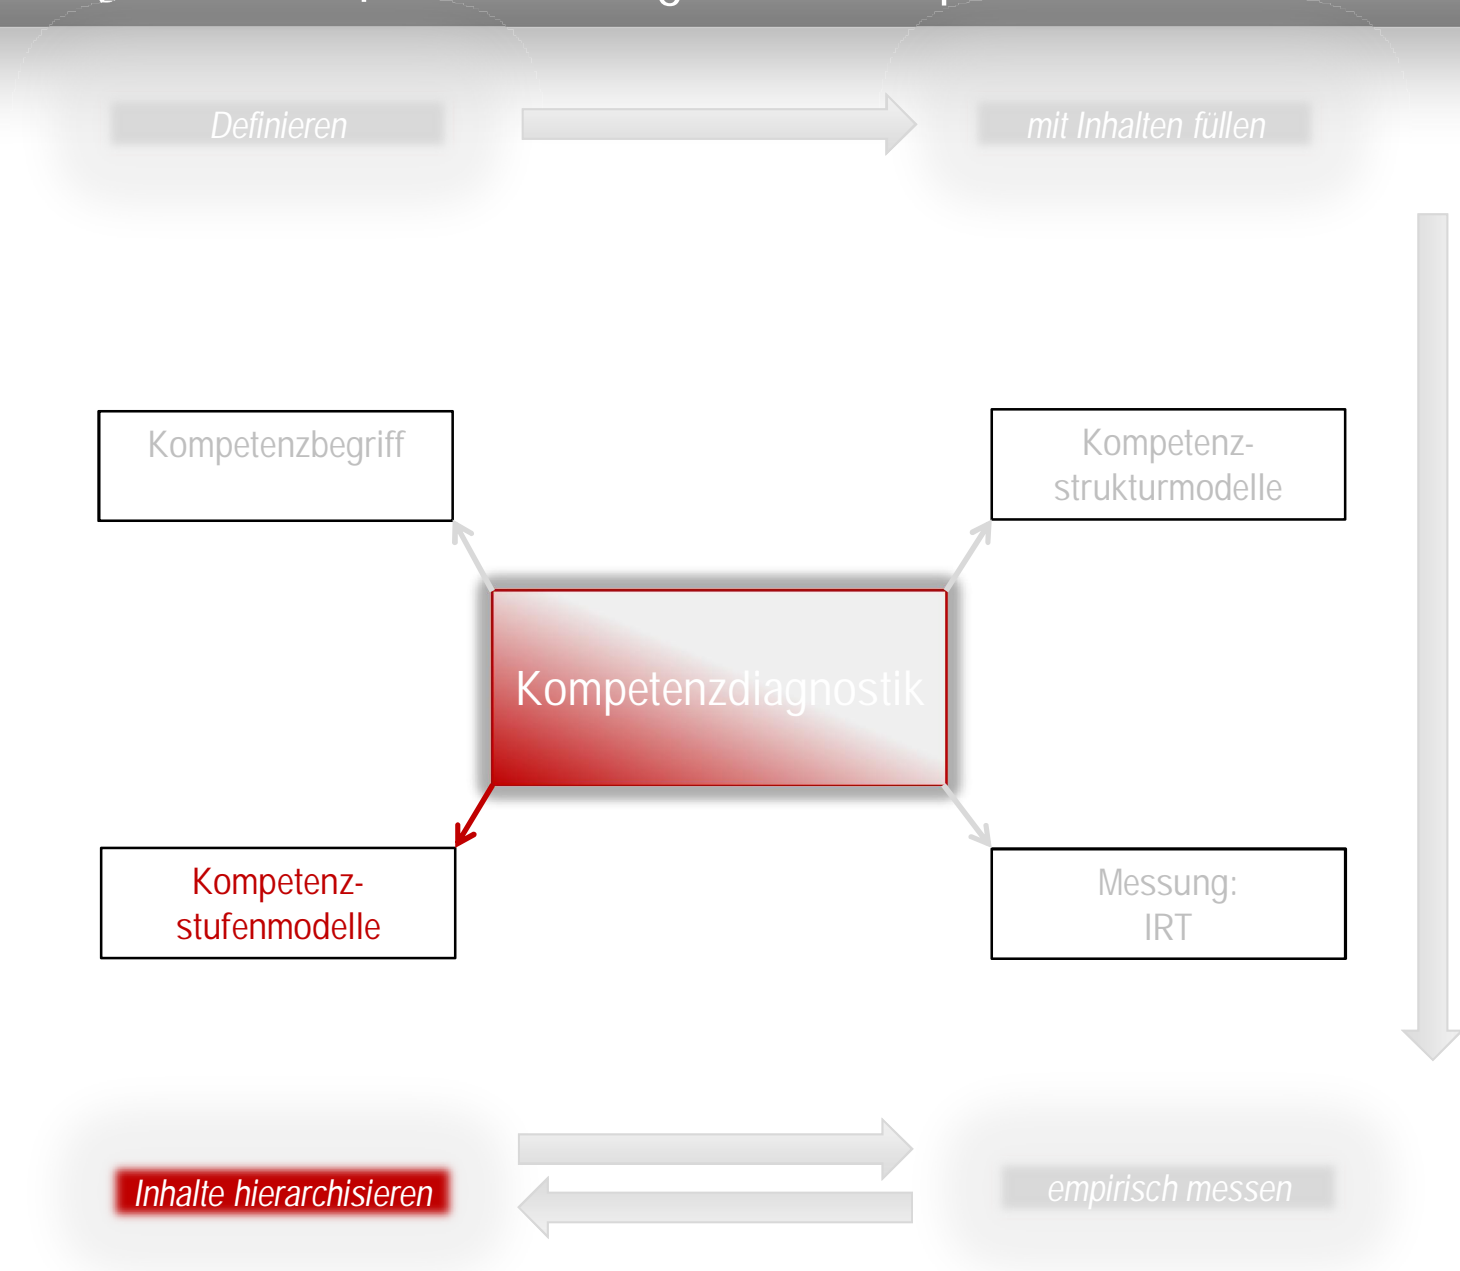 Definieren
mit Inhalten füllen
Kompetenzbegriff
Kompetenz-
strukturmodelle
Kompetenzdiagnostik
Kompetenz-
stufenmodelle
Messung:
IRT
Inhalte hierarchisieren
empirisch messen